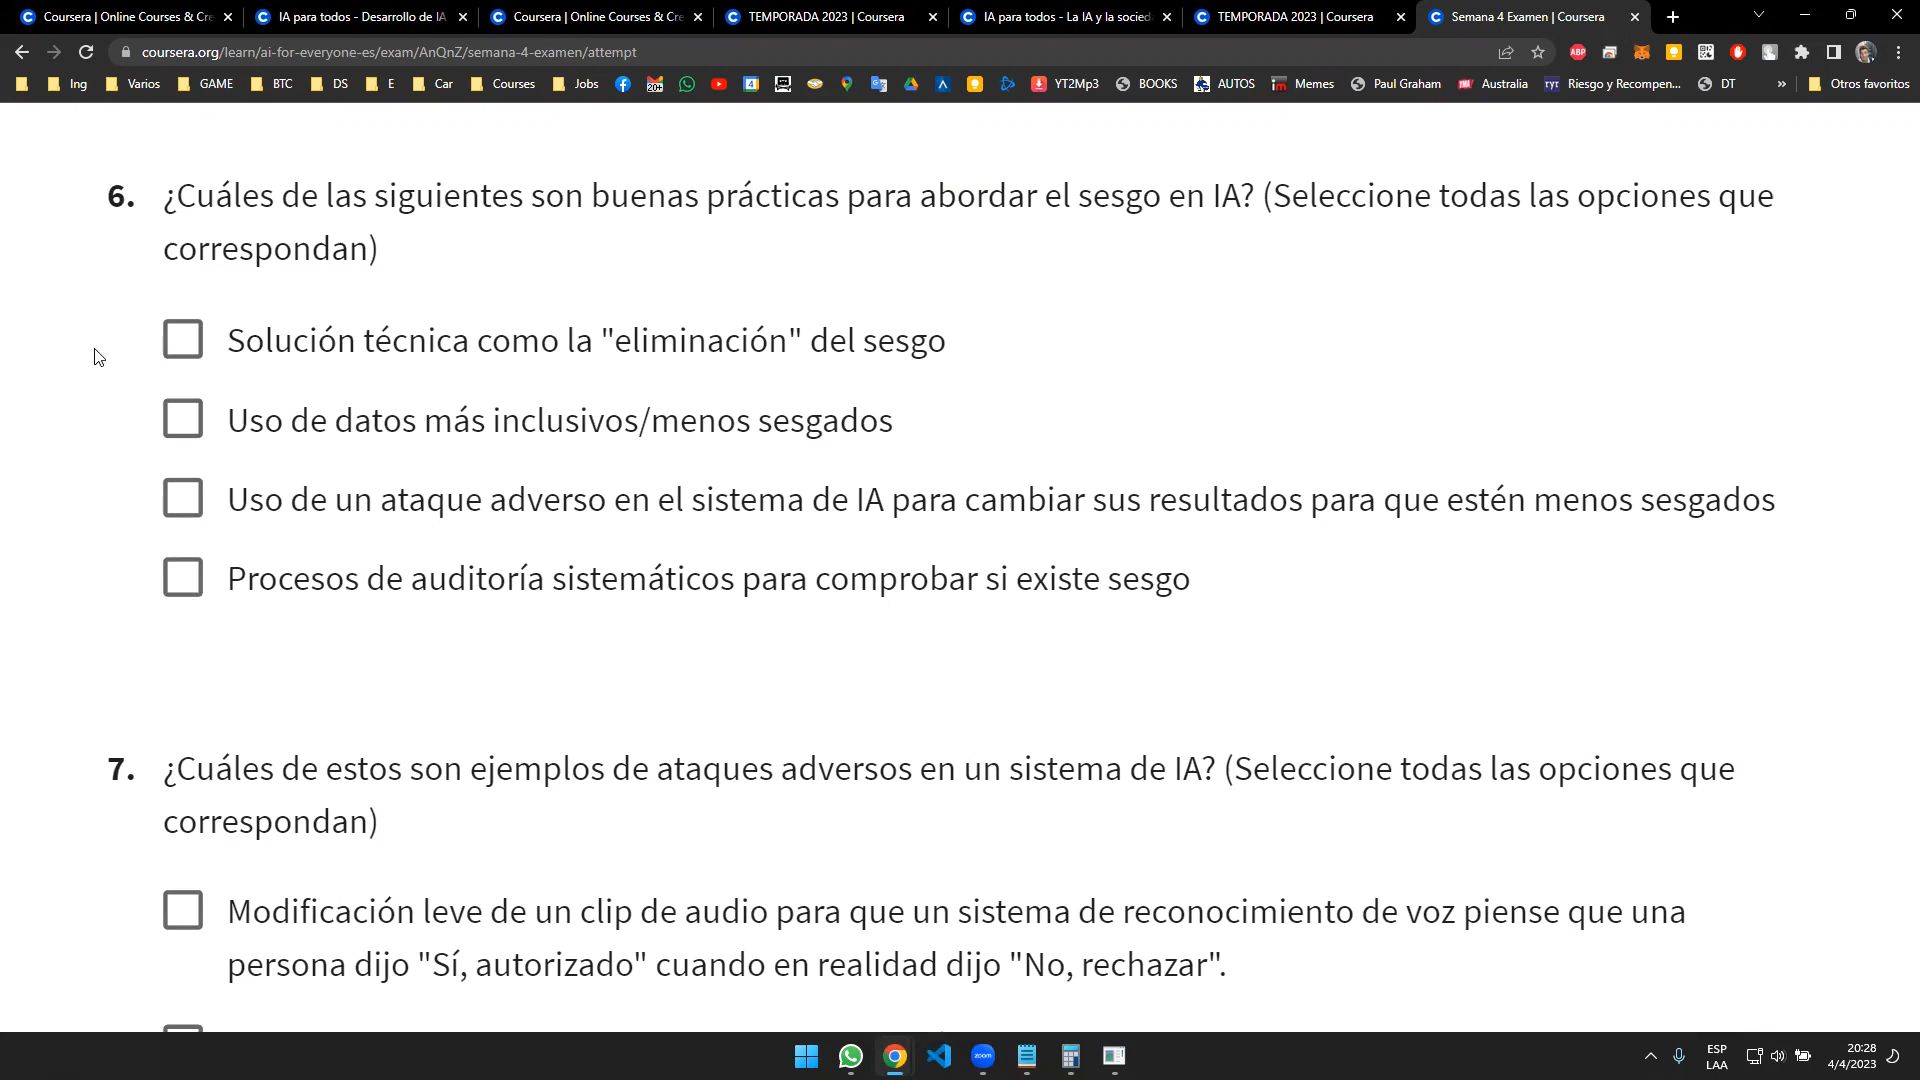 Coursera | Online Courses & Cre
IA para todos - Desarrollo de IA
Coursera | Online Courses & Cre
TEMPORADA 2023 | Coursera
IA para todos - La IA y la socied
TEMPORADA 2023 | Coursera
Semana 4 Examen | Coursera
coursera.org/learn/ai-for-everyone-es/exam/AnQnZ/semana-4-examen/attempt
ABP
Ing
Varios
GAME
BTC
DS
E
Car
Courses
Jobs
20+
4
YT2Mp3
BOOKS
AUTOS
Memes
Paul Graham
Australia
TYT
Riesgo y Recompen...
DT
»
Otros favoritos
6. ¿Cuáles de las siguientes son buenas prácticas para abordar el sesgo en IA? (Seleccione todas las opciones que
correspondan)
Solución técnica como la "eliminación" del sesgo
Uso de datos más inclusivos/menos sesgados
Uso de un ataque adverso en el sistema de IA para cambiar sus resultados para que estén menos sesgados
Procesos de auditoría sistemáticos para comprobar si existe sesgo
7. ¿Cuáles de estos son ejemplos de ataques adversos en un sistema de IA? (Seleccione todas las opciones que
correspondan)
Modificación leve de un clip de audio para que un sistema de reconocimiento de voz piense que una
persona dijo "Sí, autorizado" cuando en realidad dijo "No, rechazar".
zoom
ESP
LAA
20:28
4/4/2023